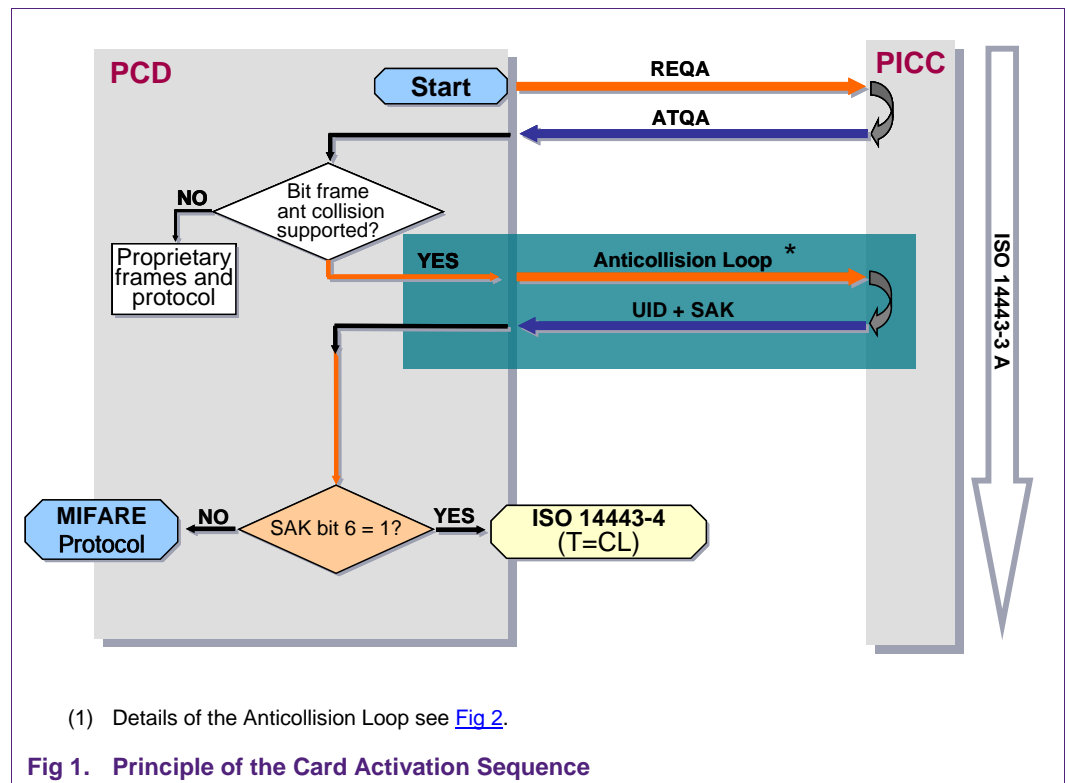 PCD
PICC
Start
REQA
ATQA
Bit frame
ant collision
supported?
NO
Proprietary
frames and
protocol
YES
Anticollision Loop *
UID + SAK
ISO 14443-3 A
MIFARE
Protocol
NO
SAK bit 6 = 1?
YES
ISO 14443-4
(T=CL)
(1) Details of the Anticollision Loop see Fig 2.
Fig 1. Principle of the Card Activation Sequence